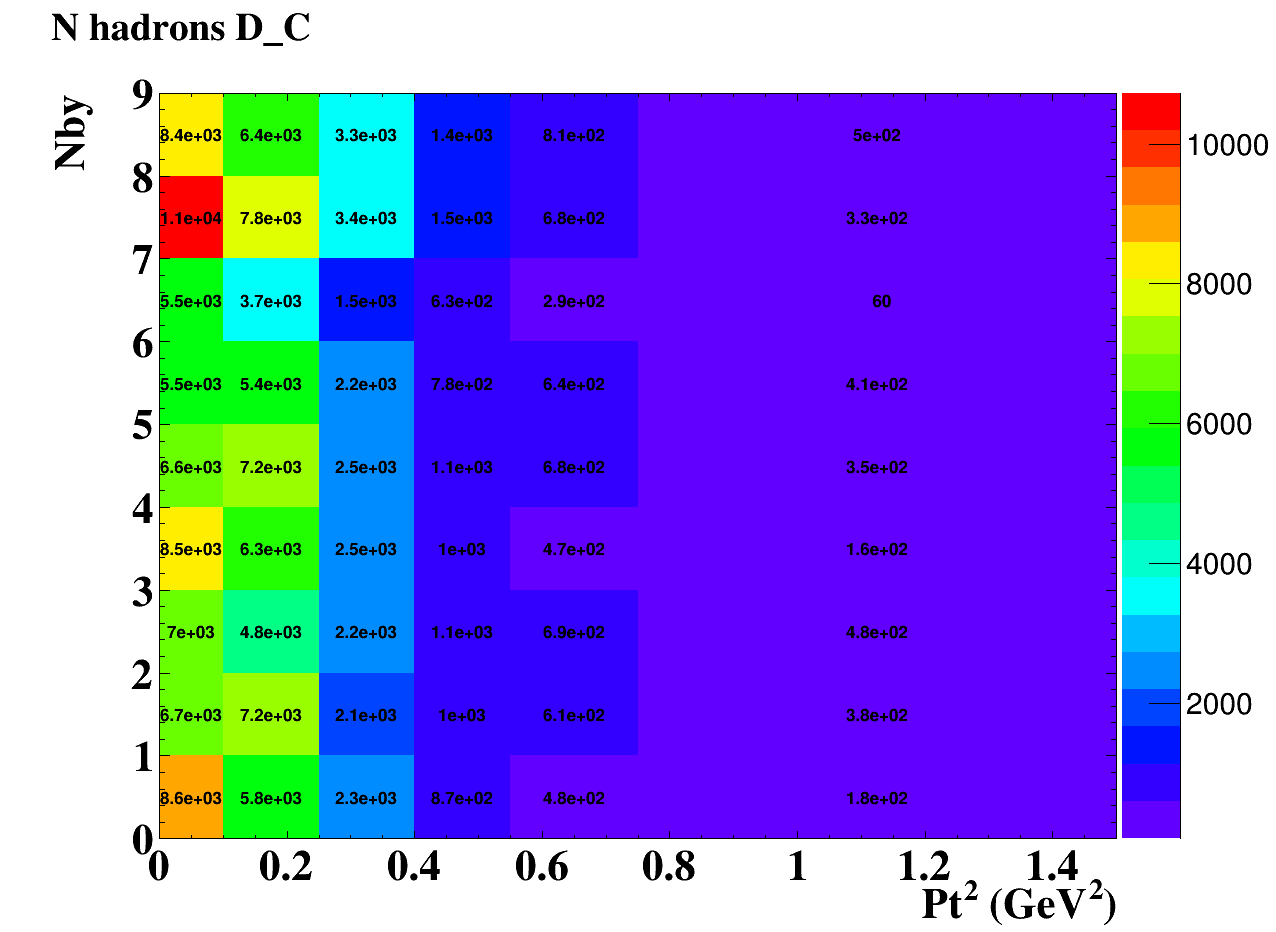 N hadrons D_C
Nby
9
8.4e+03 6.4e+03 3.3e+03 1.4e+03 8.1e+02 5e+02
10000
8
1.1e+04 7.8e+03 3.4e+03 1.5e+03 6.8e+02 3.3e+02
7
8000
5.5e+03 3.7e+03 1.5e+03 6.3e+02 2.9e+02 60
6
5.5e+03 5.4e+03 2.2e+03 7.8e+02 6.4e+02 4.1e+02
6000
5
6.6e+03 7.2e+03 2.5e+03 1.1e+03 6.8e+02 3.5e+02
4
8.5e+03 6.3e+03 2.5e+03 1e+03 4.7e+02 1.6e+02
4000
3
7e+03 4.8e+03 2.2e+03 1.1e+03 6.9e+02 4.8e+02
2
2000
6.7e+03 7.2e+03 2.1e+03 1e+03 6.1e+02 3.8e+02
1
8.6e+03 5.8e+03 2.3e+03 8.7e+02 4.8e+02 1.8e+02
0
0 0.2 0.4 0.6 0.8 1 1.2 1.4
Pt² (GeV²)